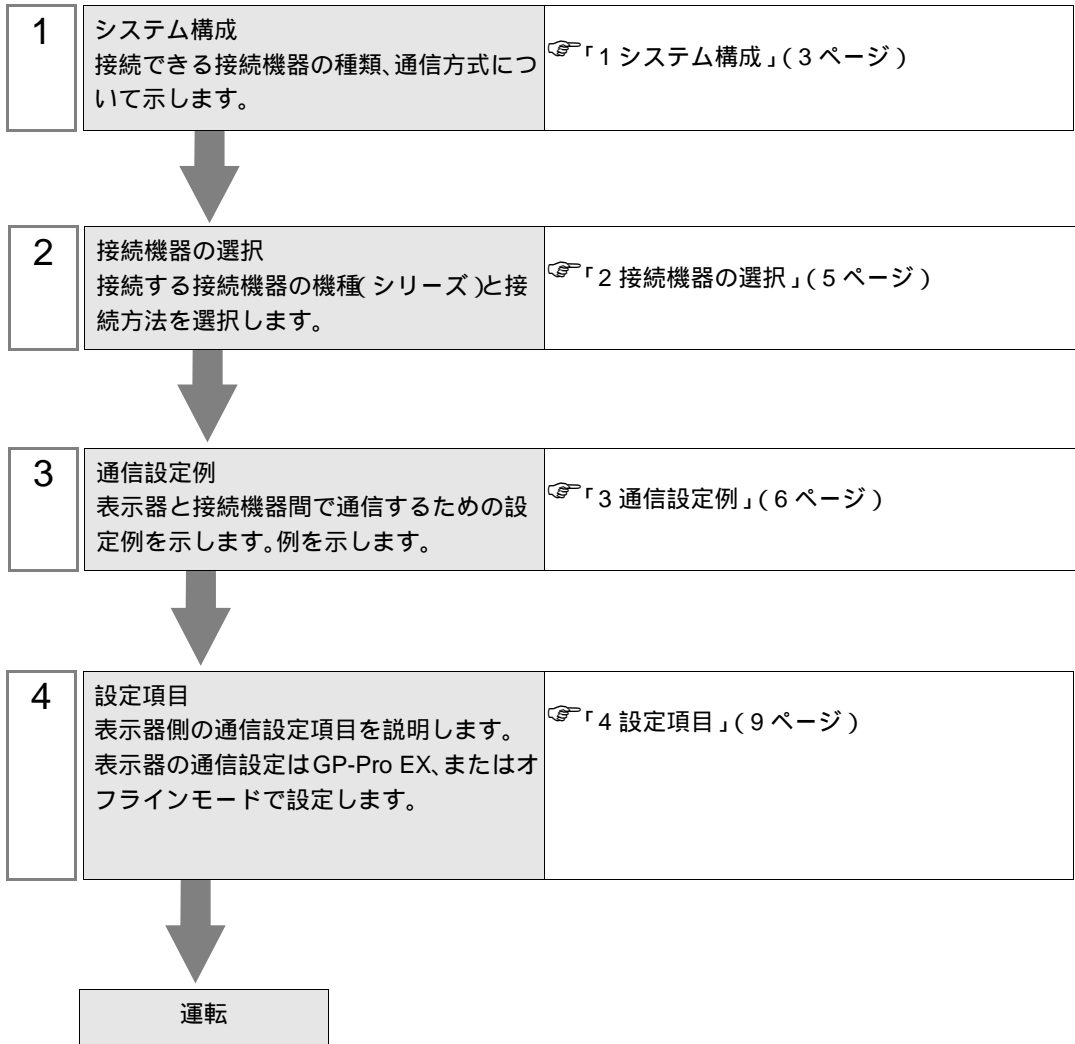 1
システム構成
接続できる接続機器の種類、通信方式につ
いて示します。
☞「1 システム構成」(3 ページ)
2
接続機器の選択
接続する接続機器の機種(シリーズ)と接
続方法を選択します。
☞「2 接続機器の選択」(5 ページ)
3
通信設定例
表示器と接続機器間で通信するための設
定例を示します。例を示します。
☞「3 通信設定例」(6 ページ)
4
設定項目
表示器側の通信設定項目を説明します。
表示器の通信設定はGP-Pro EX、またはオ
フラインモードで設定します。
☞「4 設定項目」(9 ページ)
運転